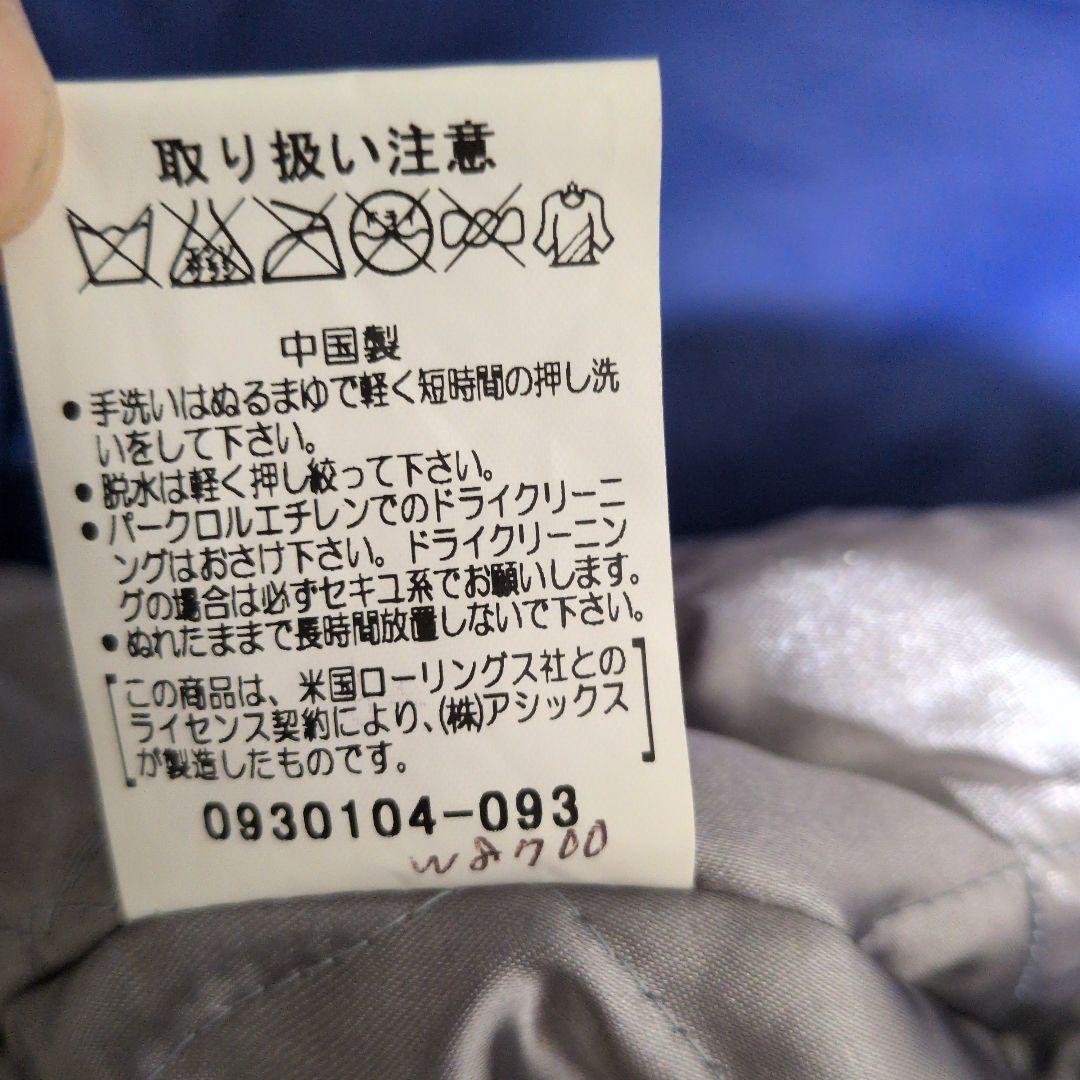 取り扱い注意
中国製
●手洗いはぬるまゆで軽く短時間の押し洗
いをして下さい。
●脱水は軽く押し絞って下さい。
●パークロルエチレンでのドライクリーニ
ングはおさけ下さい。ドライクリーニン
グの場合は必ずセキユ系でお願いします。
●ぬれたままで長時間放置しないで下さい。
この商品は、米国ローリングス社との
ライセンス契約により、(株)アシックス
が製造したものです。
0930104-093
W8700